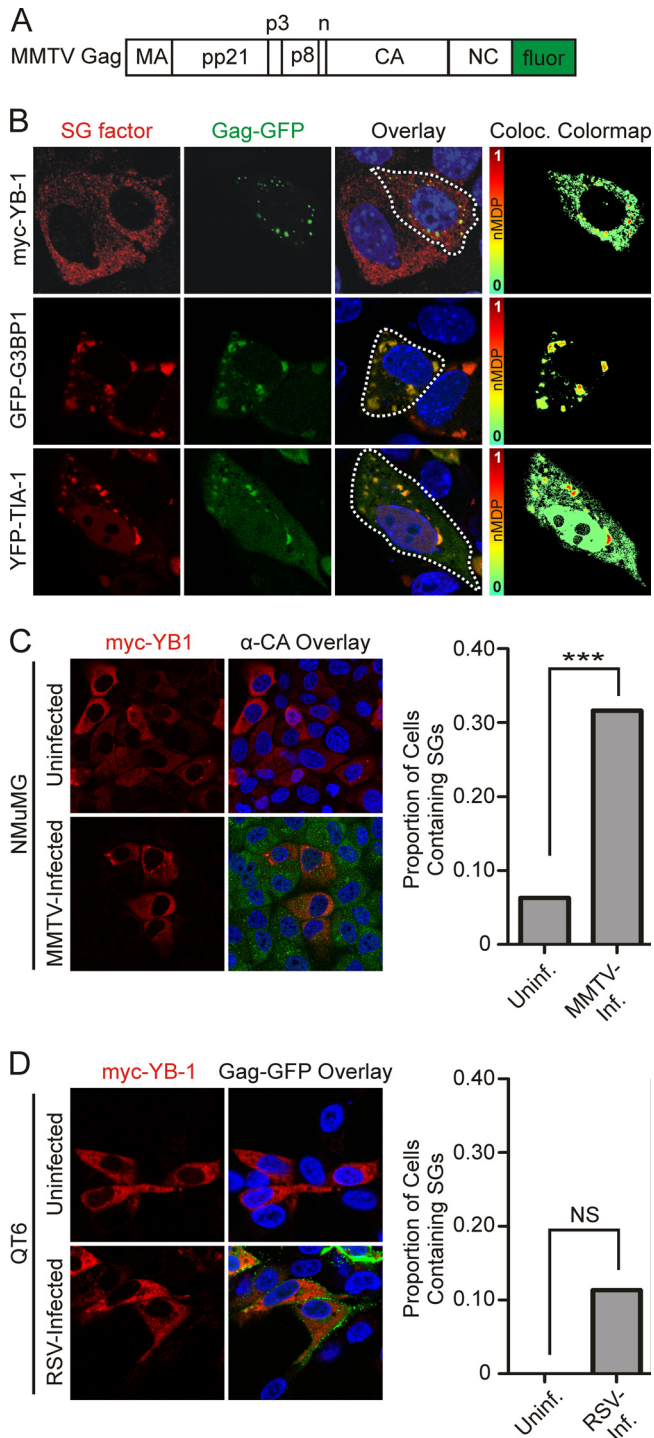 A
p3 n
MMTV Gag MA pp21 p8 CA NC fluor
B
SG factor Gag-GFP Overlay Coloc. Colormap
myc-YB-1
1
nMDP
0
GFP-G3BP1
1
nMDP
0
YFP-TIA-1
1
nMDP
0
C
myc-YB1 α-CA Overlay
NMuMG
Uninfected
MMTV-Infected
Proportion of Cells
Containing SGs
0.40
0.30
0.20
0.10
0
***
Uninf.
MMTV-
Inf.
D
myc-YB-1 Gag-GFP Overlay
QT6
Uninfected
RSV-Infected
Proportion of Cells
Containing SGs
0.40
0.30
0.20
0.10
0
NS
Uninf.
RSV-
Inf.